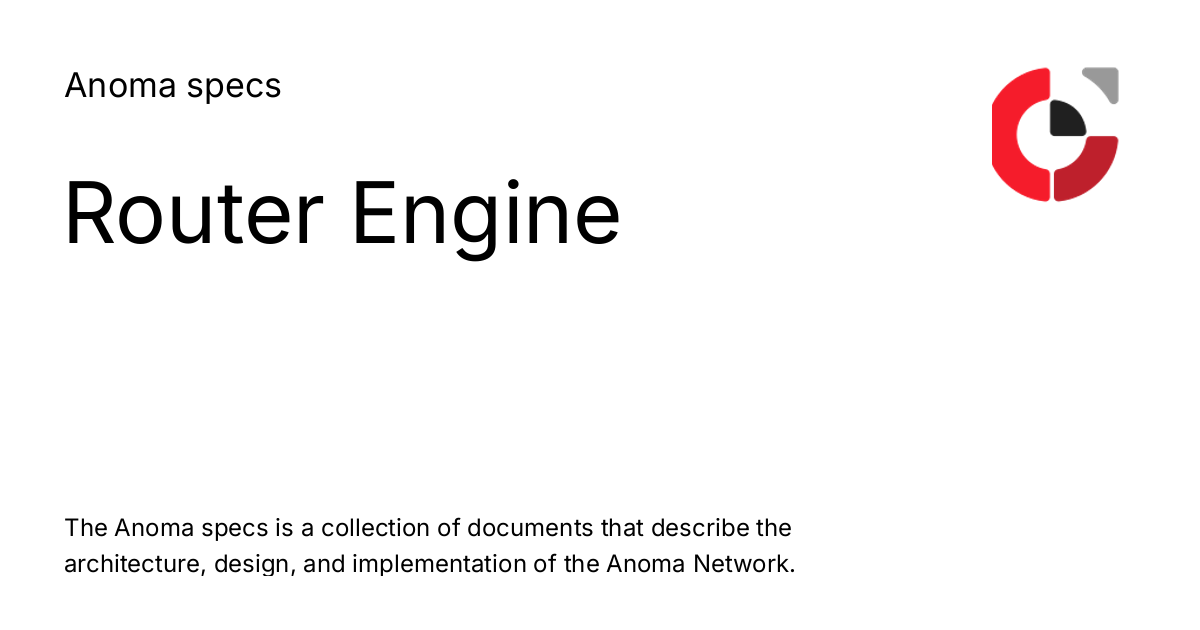 Anoma specs
Router Engine
The Anoma specs is a collection of documents that describe the
architecture, design, and implementation of the Anoma Network.